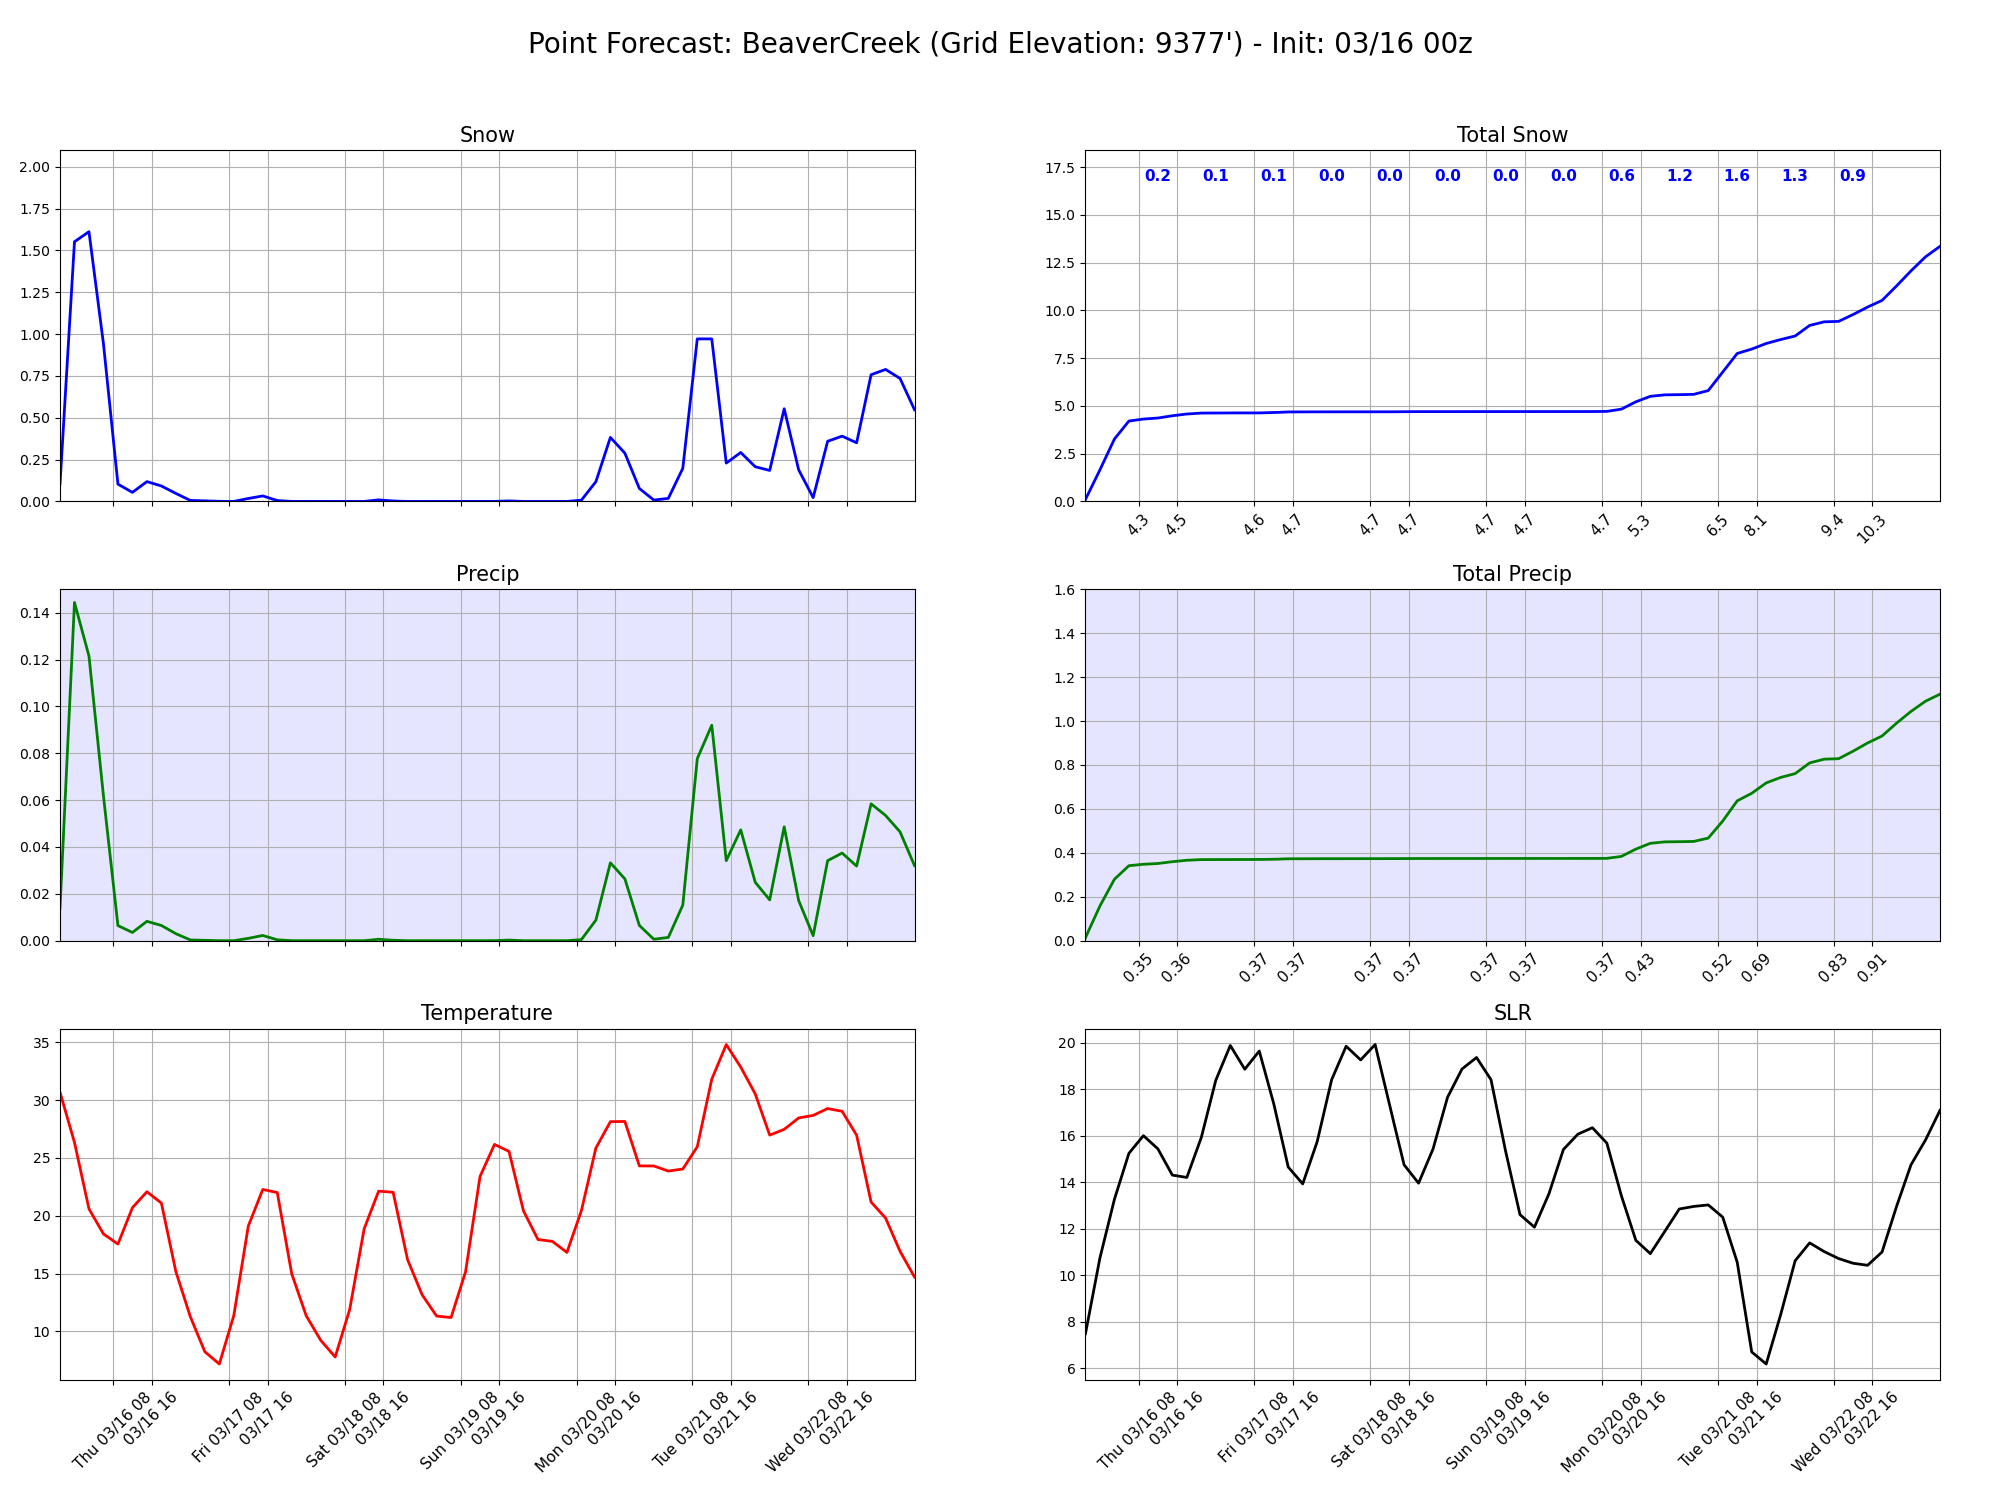 Point Forecast: BeaverCreek (Grid Elevation: 9377') - Init: 03/16 00z
Snow
2.00
1.75
1.50
1.25
1.00
0.75
0.50
0.25
0.00
Total Snow
17.5
15.0
12.5
10.0
7.5
5.0
2.5
0.0
0.2 0.1 0.1 0.0 0.0 0.0 0.0 0.0 0.6 1.2 1.6 1.3 0.9
4.3 4.5 4.6 4.7 4.7 4.7 4.7 4.7 4.7 5.3 6.5 8.1 9.4 10.3
Precip
0.14
0.12
0.10
0.08
0.06
0.04
0.02
0.00
Total Precip
1.6
1.4
1.2
1.0
0.8
0.6
0.4
0.2
0.0
0.35 0.36 0.37 0.37 0.37 0.37 0.37 0.37 0.37 0.43 0.52 0.69 0.83 0.91
Temperature
35
30
25
20
15
10
Thu 03/16 08
03/16 16
Fri 03/17 08
03/17 16
Sat 03/18 08
03/18 16
Sun 03/19 08
03/19 16
Mon 03/20 08
03/20 16
Tue 03/21 08
03/21 16
Wed 03/22 08
03/22 16
SLR
20
18
16
14
12
10
8
6
Thu 03/16 08
03/16 16
Fri 03/17 08
03/17 16
Sat 03/18 08
03/18 16
Sun 03/19 08
03/19 16
Mon 03/20 08
03/20 16
Tue 03/21 08
03/21 16
Wed 03/22 08
03/22 16